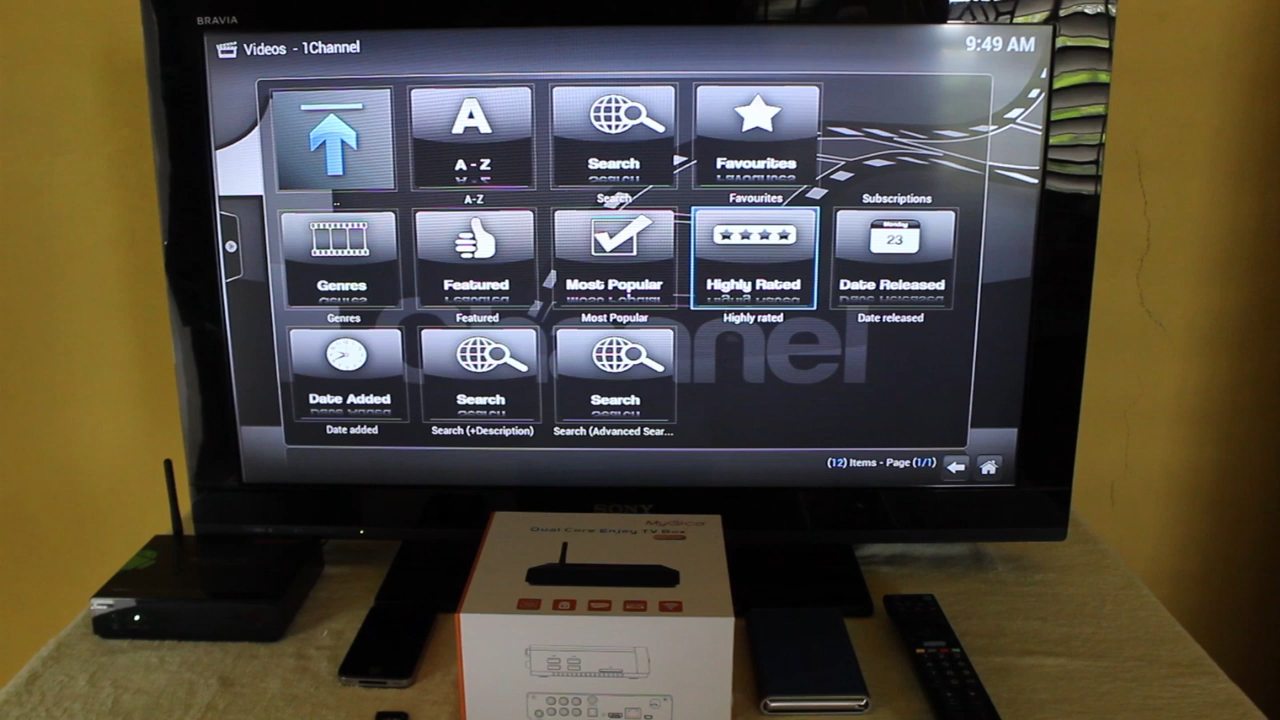 BRAVIA
Videos - 1Channel
9:49 AM
A
A - Z
Search
Favourites
..
A-Z
Search
Favourites
Subscriptions
Monday
23
Genres
Featured
Most Popular
Highly Rated
Date Released
Genres
Featured
Most Popular
Highly rated
Date released
1Channel
Date Added
Search
Search
Date added
Search (+Description)
Search (Advanced Sear...
(12) Items - Page (1/1)
SONY
MyGica
Dual Core Enjoy TV Box